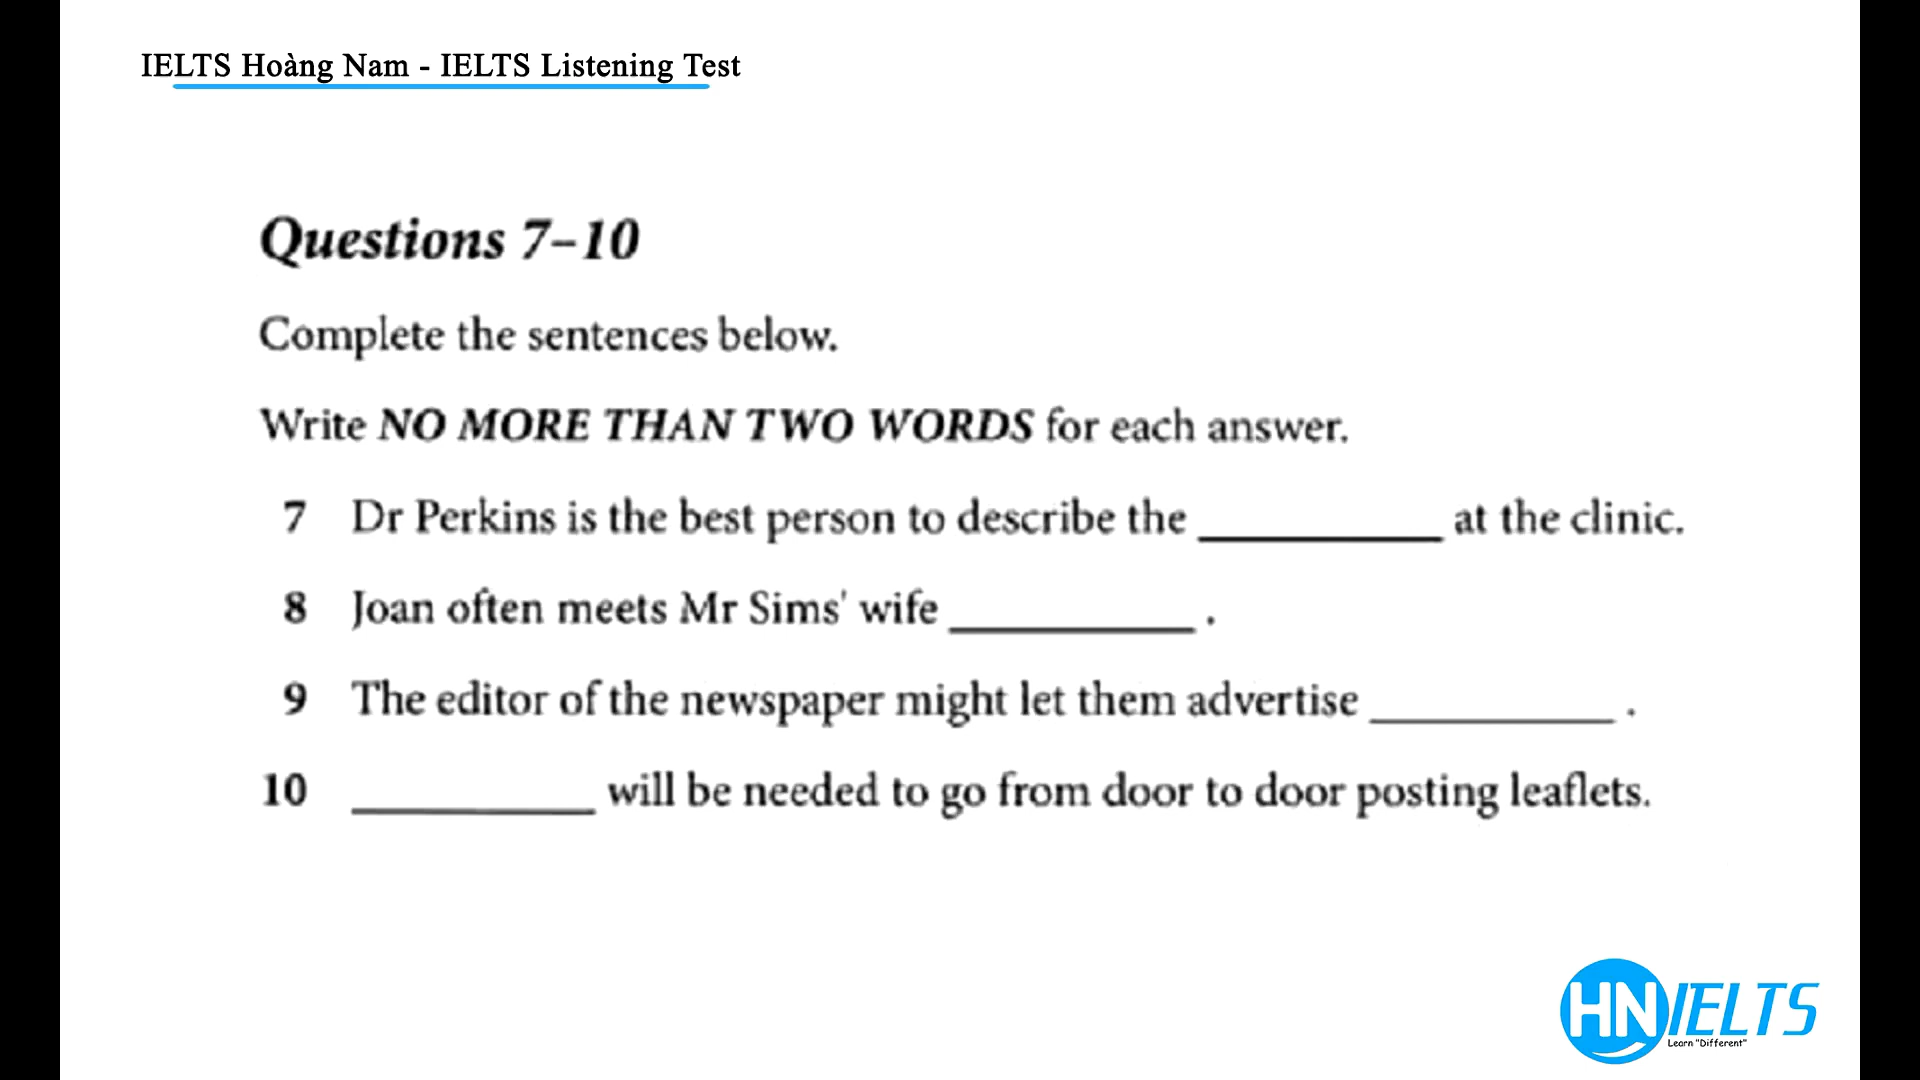 IELTS Hoàng Nam - IELTS Listening Test
Questions 7–10
Complete the sentences below.
Write NO MORE THAN TWO WORDS for each answer.
7 Dr Perkins is the best person to describe the __________ at the clinic.
8 Joan often meets Mr Sims' wife __________ .
9 The editor of the newspaper might let them advertise __________ .
10 __________ will be needed to go from door to door posting leaflets.
HNIELTS
Learn "Different"